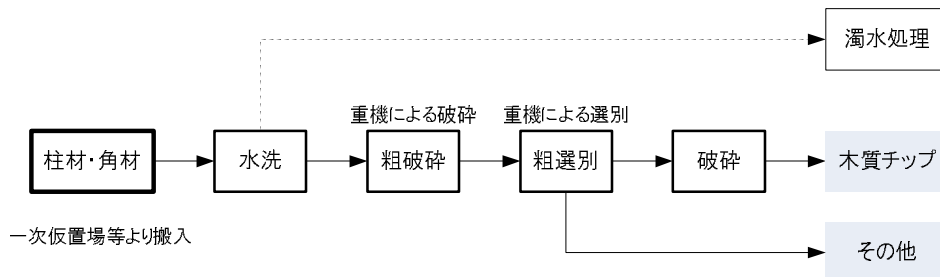 濁水処理
重機による破砕
重機による選別
柱材・角材
水洗
粗破砕
粗選別
破砕
木質チップ
一次仮置場等より搬入
その他